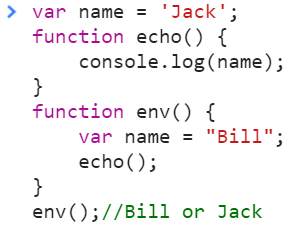 var name = 'Jack';
function echo() {
    console.log(name);
}
function env() {
    var name = "Bill";
    echo();
}
env();//Bill or Jack